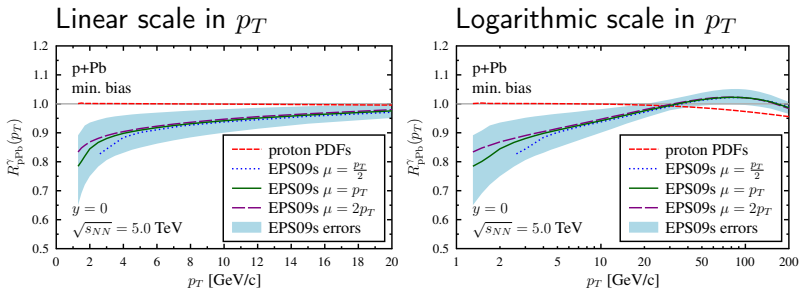 Linear scale in p_T
1.2
1.1
1.0
0.9
0.8
0.7
0.6
0.5
R^γ_pPb(p_T)
p+Pb
min. bias
proton PDFs
EPS09s μ = p_T/2
EPS09s μ = p_T
EPS09s μ = 2p_T
EPS09s errors
y = 0
√s_NN = 5.0 TeV
0 2 4 6 8 10 12 14 16 18 20
p_T [GeV/c]
Logarithmic scale in p_T
1.2
1.1
1.0
0.9
0.8
0.7
0.6
0.5
R^γ_pPb(p_T)
p+Pb
min. bias
proton PDFs
EPS09s μ = p_T/2
EPS09s μ = p_T
EPS09s μ = 2p_T
EPS09s errors
y = 0
√s_NN = 5.0 TeV
1 2 5 10 20 50 100 200
p_T [GeV/c]